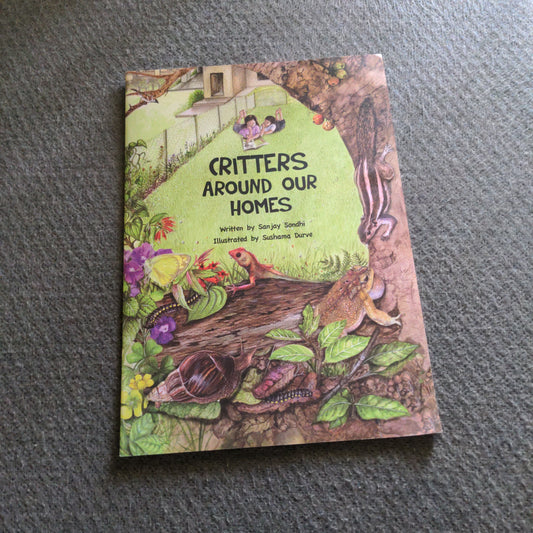 CRITTERS
AROUND OUR
HOMES
Written by Sanjay Sondhi
Illustrated by Sushama Durve